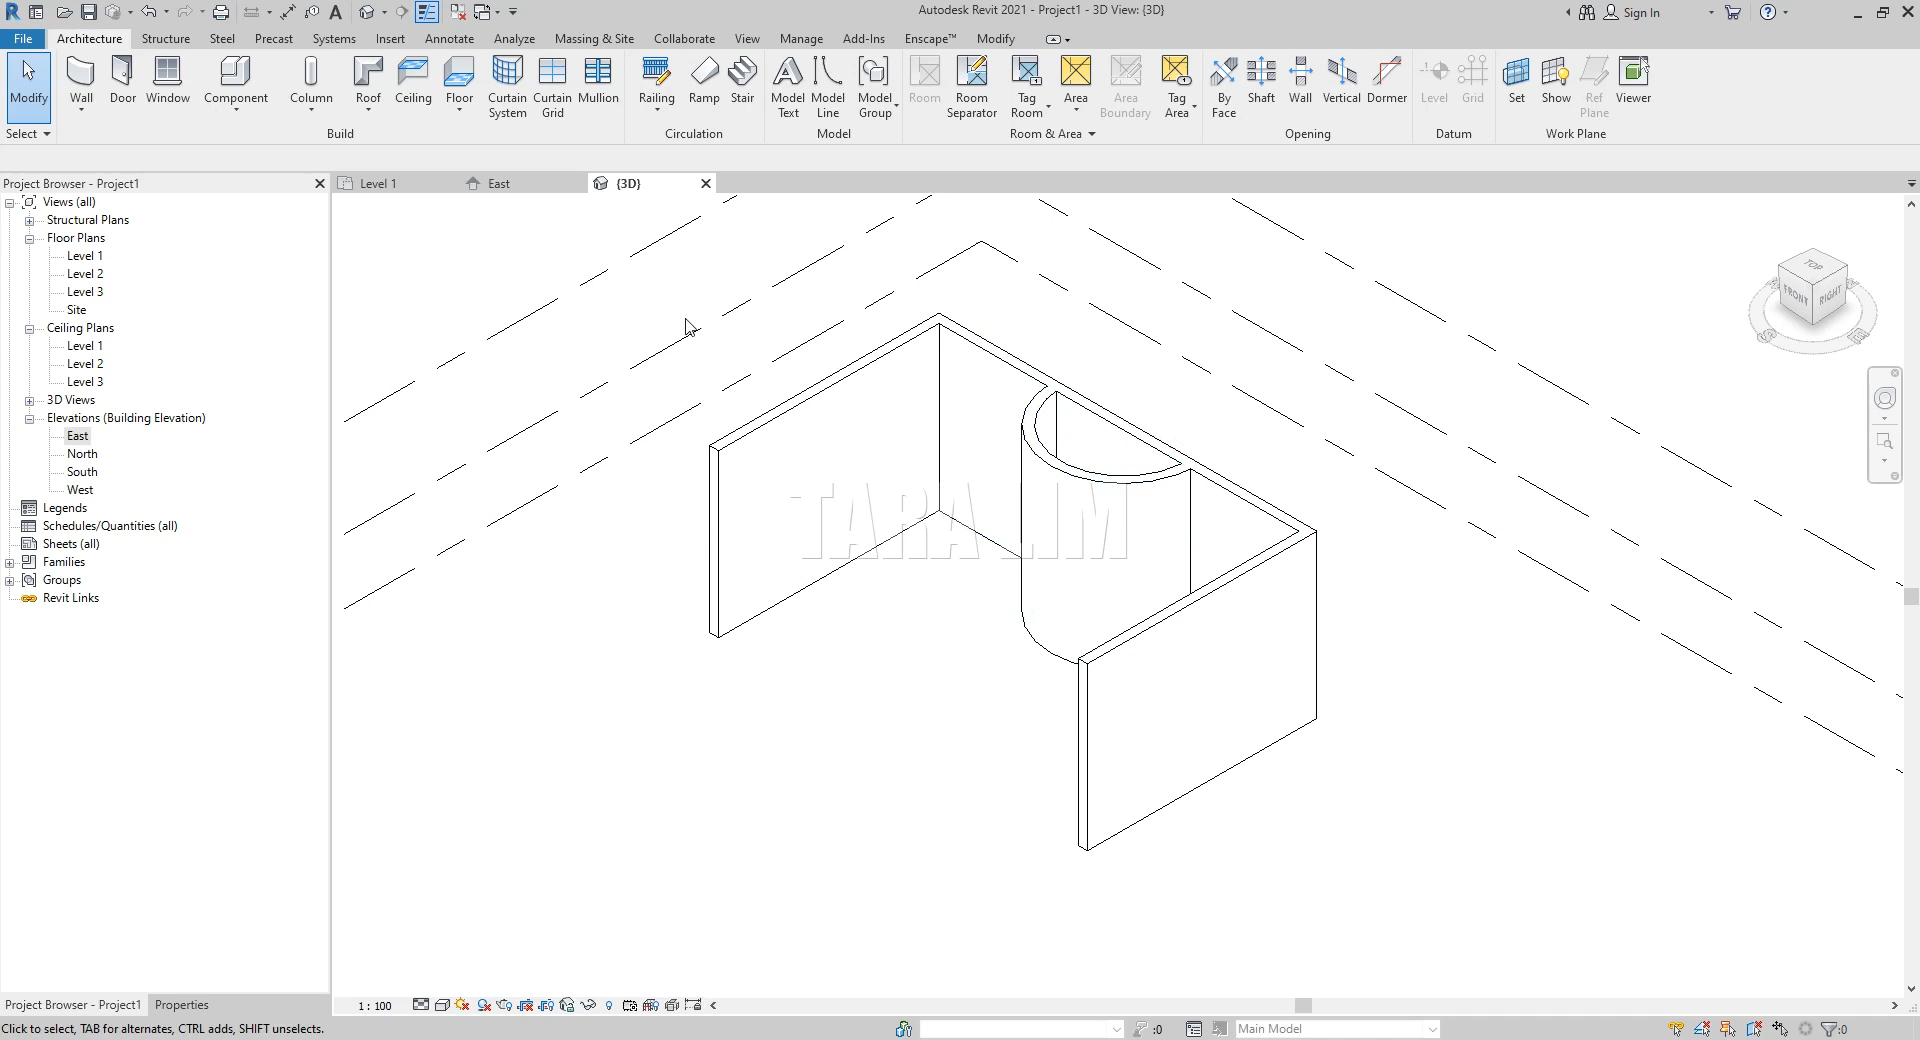 Autodesk Revit 2021 - Project1 - 3D View: {3D}
Sign In
File Architecture Structure Steel Precast Systems Insert Annotate Analyze Massing & Site Collaborate View Manage Add-Ins Enscape™ Modify
Modify Wall Door Window Component Column Roof Ceiling Floor Curtain System Curtain Grid Mullion Railing Ramp Stair Model Text Model Line Model Group Room Room Separator Tag Room Area Area Boundary Tag Area By Face Shaft Wall Vertical Dormer Level Grid Set Show Ref Plane Viewer
Select Build Circulation Model Room & Area Opening Datum Work Plane
Project Browser - Project1
Level 1 East {3D}
Views (all)
Structural Plans
Floor Plans
Level 1
Level 2
Level 3
Site
Ceiling Plans
Level 1
Level 2
Level 3
3D Views
Elevations (Building Elevation)
East
North
South
West
Legends
Schedules/Quantities (all)
Sheets (all)
Families
Groups
Revit Links
TOP
FRONT RIGHT
S E
TARA LIM
Project Browser - Project1 Properties
1 : 100
Click to select, TAB for alternates, CTRL adds, SHIFT unselects.
:0
Main Model
:0